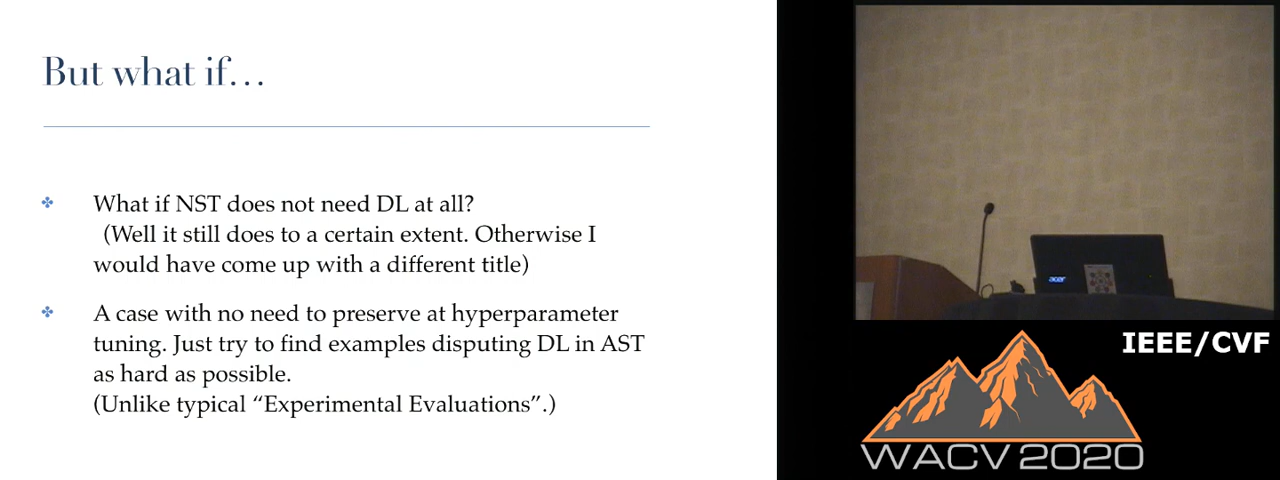 But what if...
What if NST does not need DL at all?
(Well it still does to a certain extent. Otherwise I
would have come up with a different title)
A case with no need to preserve at hyperparameter
tuning. Just try to find examples disputing DL in AST
as hard as possible.
(Unlike typical “Experimental Evaluations”.)
acer
IEEE/CVF
WACV 2020